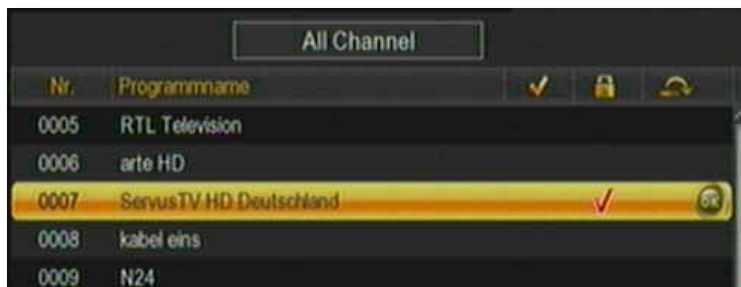 All Channel
Nr. Programmname
0005 RTL Television
0006 arte HD
0007 ServusTV HD Deutschland OK
0008 kabel eins
0009 N24